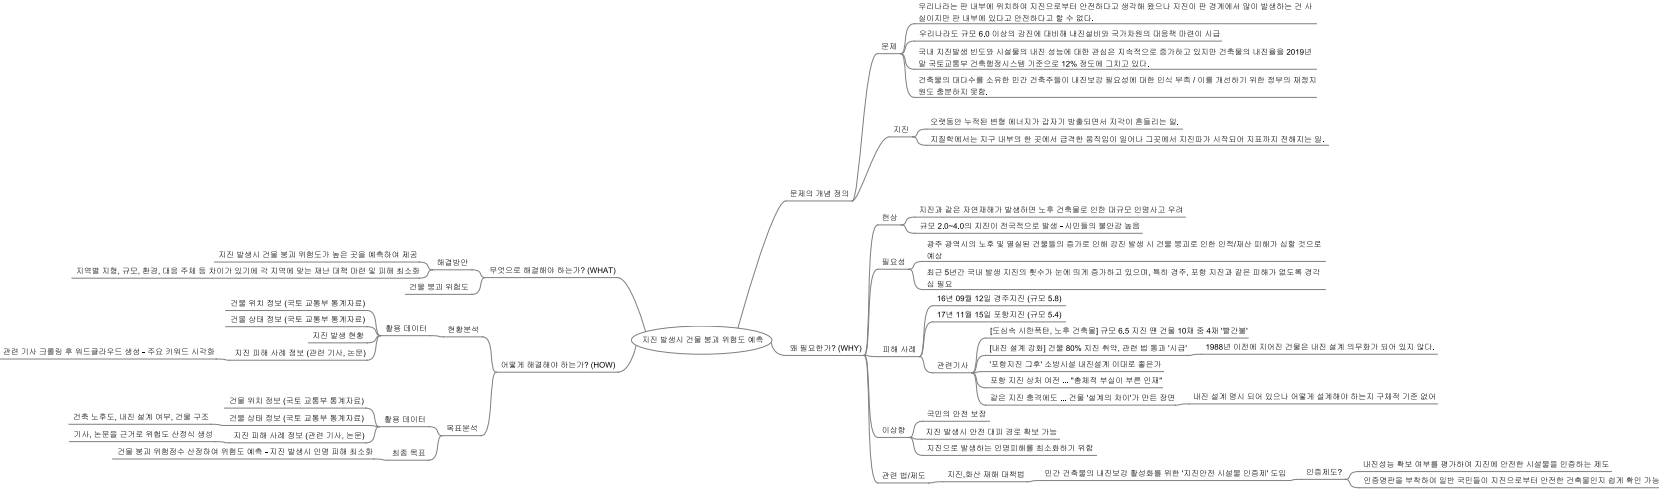 지진 발생시 건물 붕괴 위험도 예측
문제의 개념 정의
문제
우리나라는 판 내부에 위치하여 지진으로부터 안전하다고 생각해 왔으나 지진이 판 경계에서 많이 발생하는 건 사
실이지만 판 내부에 있다고 안전하다고 할 수 없다.
우리나라도 규모 6.0 이상의 강진에 대비해 내진설비와 국가차원의 대응책 마련이 시급
국내 지진발생 빈도와 시설물의 내진 성능에 대한 관심은 지속적으로 증가하고 있지만 건축물의 내진율을 2019년
말 국토교통부 건축행정시스템 기준으로 12% 정도에 그치고 있다.
건축물의 대다수를 소유한 민간 건축주들이 내진보강 필요성에 대한 인식 부족 / 이를 개선하기 위한 정부의 재정지
원도 충분하지 못함.
지진
오랫동안 누적된 변형 에너지가 갑자기 방출되면서 지각이 흔들리는 일.
지질학에서는 지구 내부의 한 곳에서 급격한 움직임이 일어나 그곳에서 지진파가 시작되어 지표까지 전해지는 일.
왜 필요한가? (WHY)
현상
지진과 같은 자연재해가 발생하면 노후 건축물로 인한 대규모 인명사고 우려
규모 2.0~4.0의 지진이 전국적으로 발생 - 시민들의 불안감 높음
필요성
광주 광역시의 노후 및 멸실된 건물들의 증가로 인해 강진 발생 시 건물 붕괴로 인한 인적/재산 피해가 심할 것으로
예상
최근 5년간 국내 발생 지진의 횟수가 눈에 띄게 증가하고 있으며, 특히 경주, 포항 지진과 같은 피해가 없도록 경각
심 필요
피해 사례
16년 09월 12일 경주지진 (규모 5.8)
17년 11월 15일 포항지진 (규모 5.4)
관련기사
[도심속 시한폭탄, 노후 건축물] 규모 6.5 지진 땐 건물 10채 중 4채 '빨간불'
[내진 설계 강화] 건물 80% 지진 취약, 관련 법 통과 '시급'
1988년 이전에 지어진 건물은 내진 설계 의무화가 되어 있지 않다.
'포항지진 그후' 소방시설 내진설계 이대로 좋은가
포항 지진 상처 여전 ... "총체적 부실이 부른 인재"
같은 지진 충격에도 ... 건물 '설계의 차이'가 만든 장면
내진 설계 명시 되어 있으나 어떻게 설계해야 하는지 구체적 기준 없어
이상향
국민의 안전 보장
지진 발생시 안전 대피 경로 확보 가능
지진으로 발생하는 인명피해를 최소화하기 위함
관련 법/제도
지진,화산 재해 대책법
민간 건축물의 내진보강 활성화를 위한 '지진안전 시설물 인증제' 도입
인증제도?
내진성능 확보 여부를 평가하여 지진에 안전한 시설물을 인증하는 제도
인증명판을 부착하여 일반 국민들이 지진으로부터 안전한 건축물인지 쉽게 확인 가능
무엇으로 해결해야 하는가? (WHAT)
해결방안
지진 발생시 건물 붕괴 위험도가 높은 곳을 예측하여 제공
지역별 지형, 규모, 환경, 대응 주체 등 차이가 있기에 각 지역에 맞는 재난 대책 마련 및 피해 최소화
건물 붕괴 위험도
어떻게 해결해야 하는가? (HOW)
현황분석
활용 데이터
건물 위치 정보 (국토 교통부 통계자료)
건물 상태 정보 (국토 교통부 통계자료)
지진 발생 현황
지진 피해 사례 정보 (관련 기사, 논문)
관련 기사 크롤링 후 워드클라우드 생성 - 주요 키워드 시각화
목표분석
활용 데이터
건물 위치 정보 (국토 교통부 통계자료)
건물 상태 정보 (국토 교통부 통계자료)
건축 노후도, 내진 설계 여부, 건물 구조
지진 피해 사례 정보 (관련 기사, 논문)
기사, 논문을 근거로 위험도 산정식 생성
최종 목표
건물 붕괴 위험점수 산정하여 위험도 예측 - 지진 발생시 인명 피해 최소화